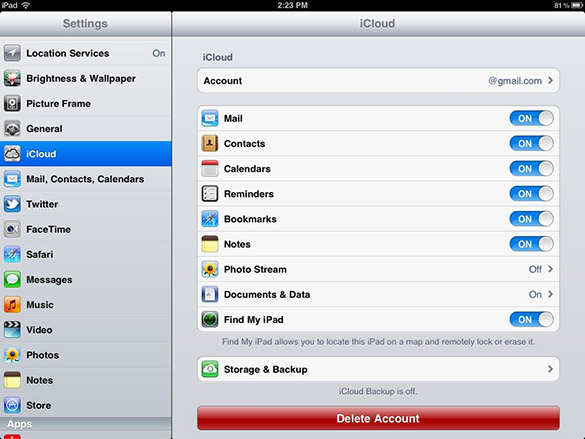 iPad 2:23 PM 81%
Settings
Location Services On
Brightness & Wallpaper
Picture Frame
General
iCloud
Mail, Contacts, Calendars
Twitter
FaceTime
Safari
Messages
Music
Video
Photos
Notes
Store
Apps
iCloud
iCloud
Account @gmail.com
Mail ON
Contacts ON
Calendars ON
Reminders ON
Bookmarks ON
Notes ON
Photo Stream Off
Documents & Data On
Find My iPad ON
Find My iPad allows you to locate this iPad on a map and remotely lock or erase it.
Storage & Backup
iCloud Backup is off.
Delete Account